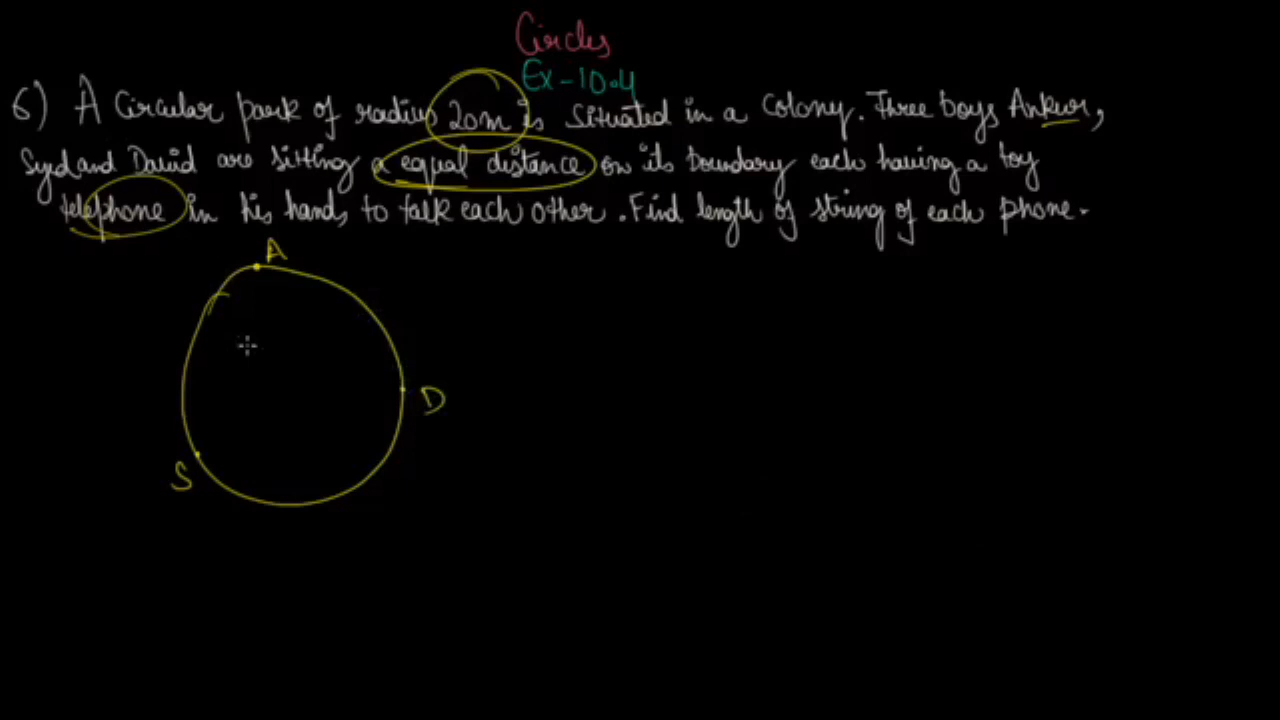 Circles
Ex-10.4
6) A Circular park of radius 20m is situated in a colony. Three boys Ankur,
Syed and David are sitting a equal distance on its boundary each having a toy
telephone in his hands to talk each other. Find length of string of each phone.
A
D
S